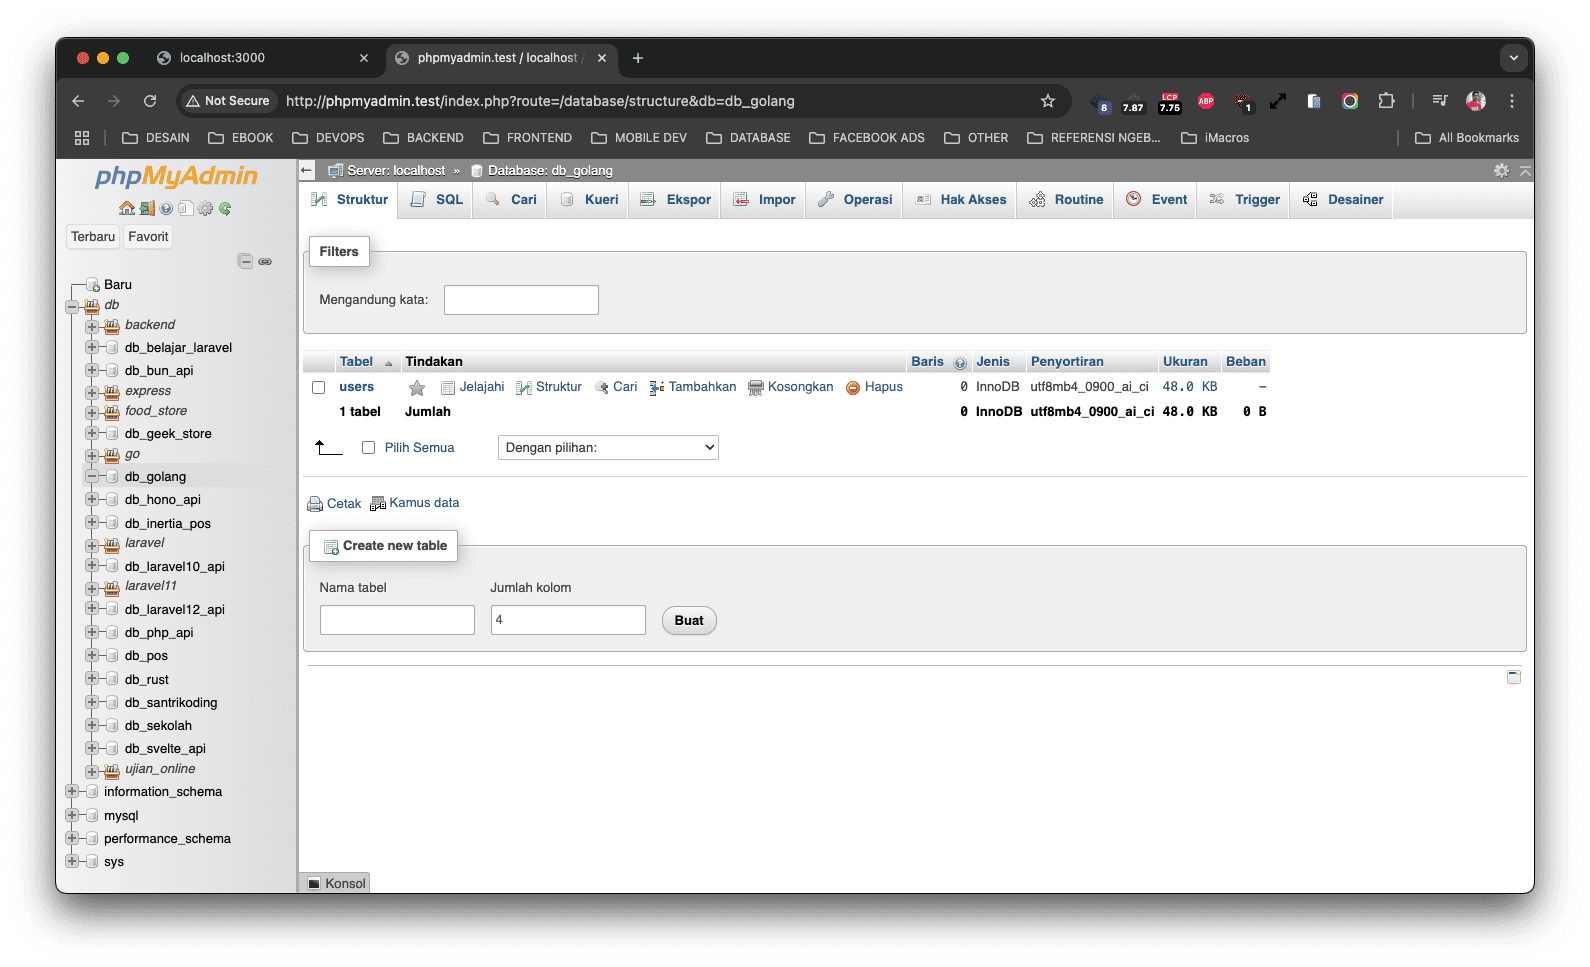 localhost:3000
phpmyadmin.test / localhost /
Not Secure
http://phpmyadmin.test/index.php?route=/database/structure&db=db_golang
8
7.87
LCP
7.75
ABP
1
DESAIN
EBOOK
DEVOPS
BACKEND
FRONTEND
MOBILE DEV
DATABASE
FACEBOOK ADS
OTHER
REFERENSI NGEB...
iMacros
All Bookmarks
phpMyAdmin
Terbaru
Favorit
Baru
db
backend
db_belajar_laravel
db_bun_api
express
food_store
db_geek_store
go
db_golang
db_hono_api
db_inertia_pos
laravel
db_laravel10_api
laravel11
db_laravel12_api
db_php_api
db_pos
db_rust
db_santrikoding
db_sekolah
db_svelte_api
ujian_online
information_schema
mysql
performance_schema
sys
Server: localhost » Database: db_golang
Struktur
SQL
Cari
Kueri
Ekspor
Impor
Operasi
Hak Akses
Routine
Event
Trigger
Desainer
Filters
Mengandung kata:
Tabel Tindakan Baris Jenis Penyortiran Ukuran Beban
users Jelajahi Struktur Cari Tambahkan Kosongkan Hapus 0 InnoDB utf8mb4_0900_ai_ci 48.0 KB –
1 tabel Jumlah 0 InnoDB utf8mb4_0900_ai_ci 48.0 KB 0 B
Pilih Semua
Dengan pilihan:
Cetak
Kamus data
Create new table
Nama tabel
Jumlah kolom
4
Buat
Konsol